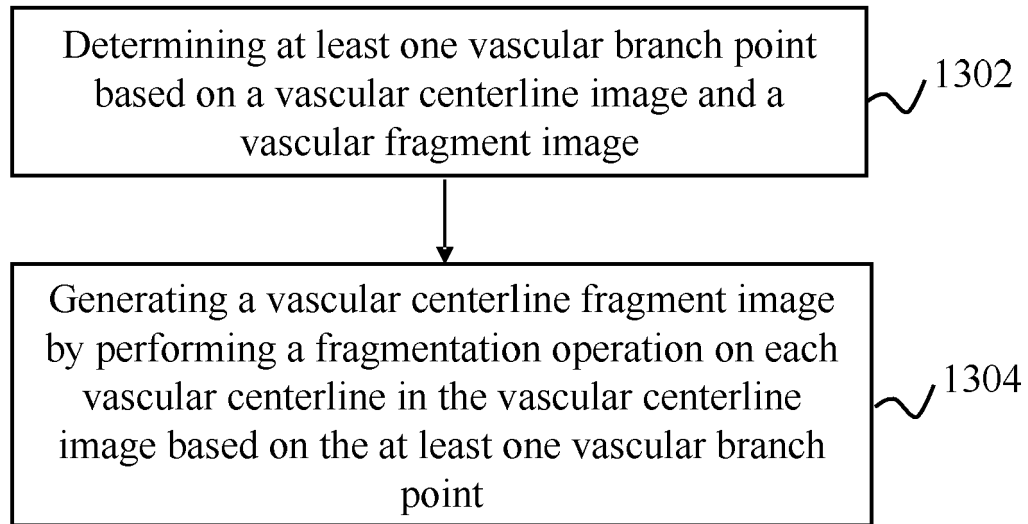 Determining at least one vascular branch point
based on a vascular centerline image and a
vascular fragment image
1302
Generating a vascular centerline fragment image
by performing a fragmentation operation on each
vascular centerline in the vascular centerline
image based on the at least one vascular branch
point
1304